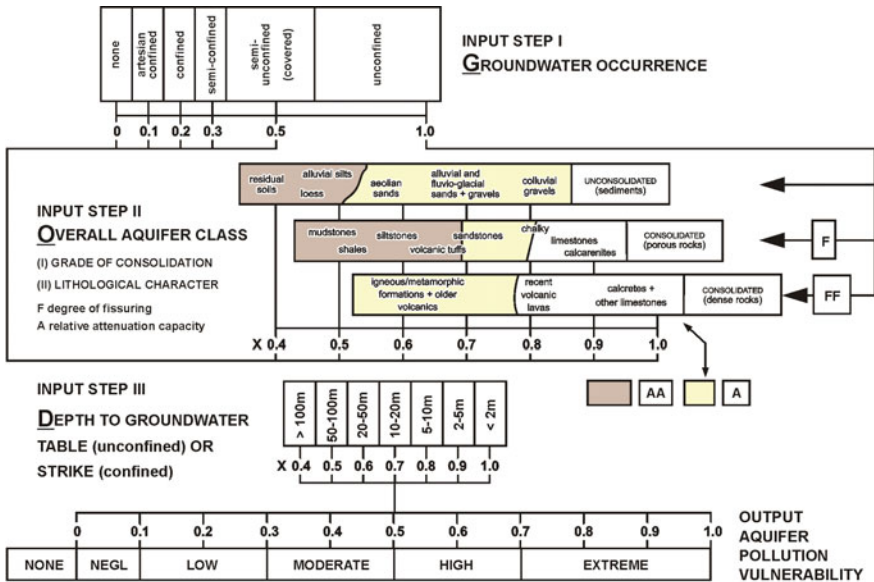 none
artesian
confined
confined
semi-confined
semi-
unconfined
(covered)
unconfined
0
0.1
0.2
0.3
0.5
1.0
INPUT STEP I
GROUNDWATER OCCURRENCE
INPUT STEP II
OVERALL AQUIFER CLASS
(I) GRADE OF CONSOLIDATION
(II) LITHOLOGICAL CHARACTER
F degree of fissuring
A relative attenuation capacity
residual
soils
alluvial silts
loess
aeolian
sands
alluvial and
fluvio-glacial
sands + gravels
colluvial
gravels
UNCONSOLIDATED
(sediments)
mudstones
shales
siltstones
volcanic tuffs
sandstones
chalky
limestones
calcarenites
CONSOLIDATED
(porous rocks)
F
igneous/metamorphic
formations + older
volcanics
recent
volcanic
lavas
calcretes +
other limestones
CONSOLIDATED
(dense rocks)
FF
X 0.4 0.5 0.6 0.7 0.8 0.9 1.0
AA
A
INPUT STEP III
DEPTH TO GROUNDWATER
TABLE (unconfined) OR
STRIKE (confined)
> 100m
50-100m
20-50m
10-20m
5-10m
2-5m
< 2m
X 0.4 0.5 0.6 0.7 0.8 0.9 1.0
0 0.1 0.2 0.3 0.4 0.5 0.6 0.7 0.8 0.9 1.0
NONE NEGL LOW MODERATE HIGH EXTREME
OUTPUT
AQUIFER
POLLUTION
VULNERABILITY